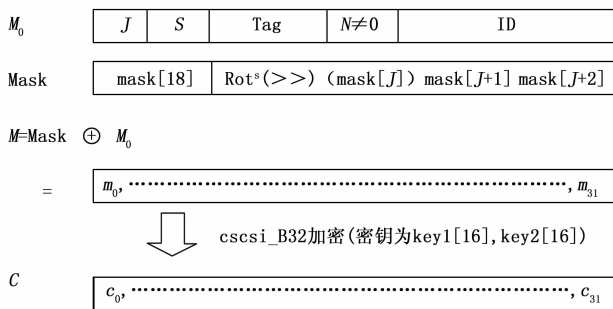 M₀ J S Tag N≠0 ID
Mask mask[18] Rotˢ(>>) (mask[J]) mask[J+1] mask[J+2]
M=Mask ⊕ M₀
= m₀, ………………………………………………………, m₃₁
cscsi_B32加密(密钥为key1[16], key2[16])
C c₀, ………………………………………………………, c₃₁